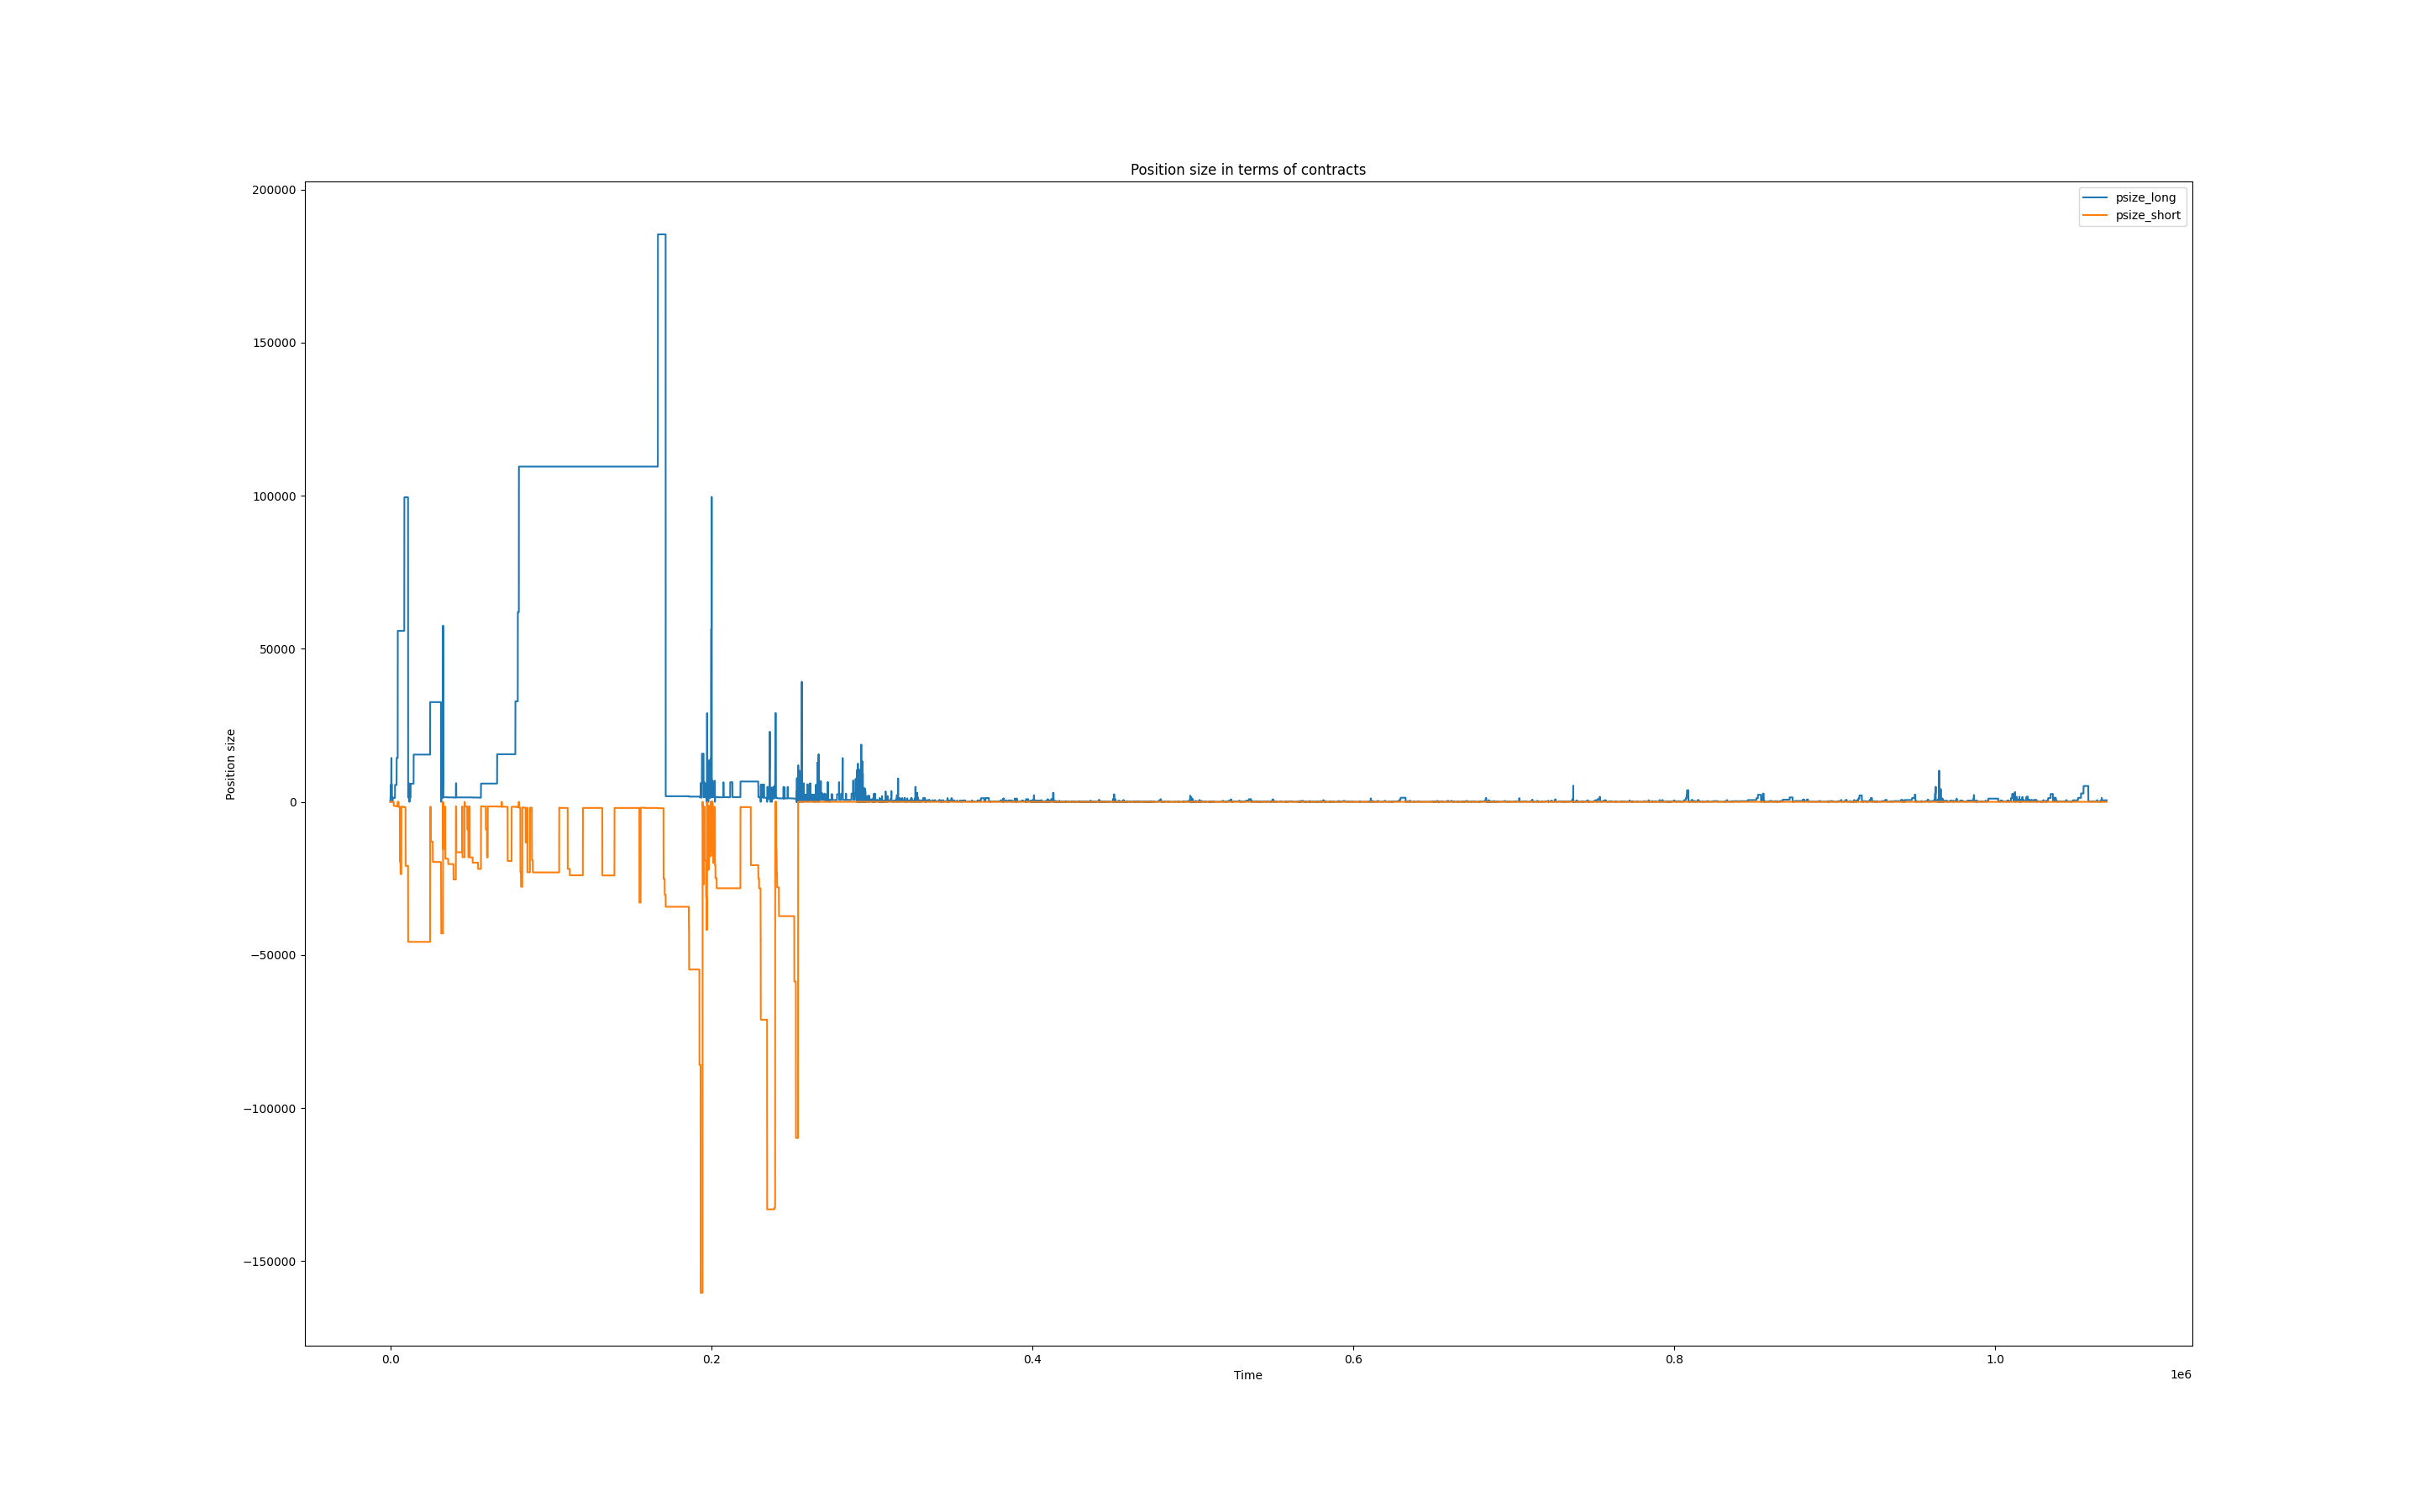 Position size in terms of contracts
psize_long
psize_short
Position size
200000
150000
100000
50000
0
−50000
−100000
−150000
0.0
0.2
0.4
0.6
0.8
1.0
1e6
Time